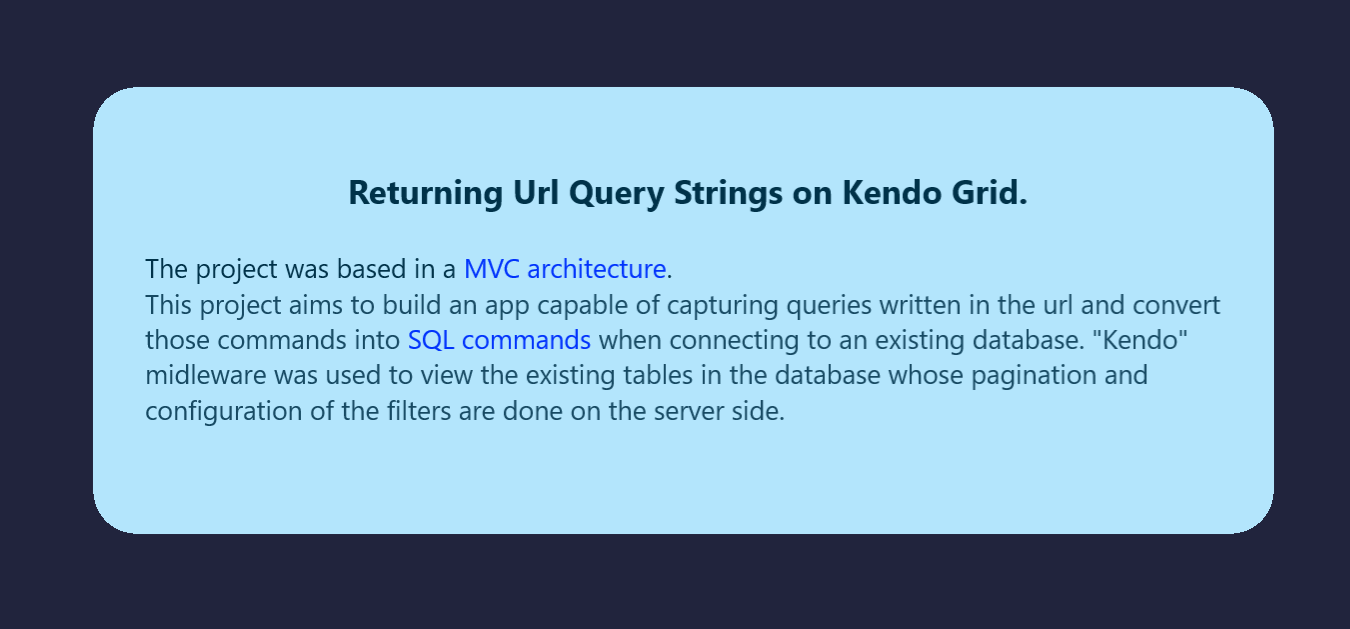 Returning Url Query Strings on Kendo Grid.
The project was based in a MVC architecture.
This project aims to build an app capable of capturing queries written in the url and convert
those commands into SQL commands when connecting to an existing database. "Kendo"
midleware was used to view the existing tables in the database whose pagination and
configuration of the filters are done on the server side.